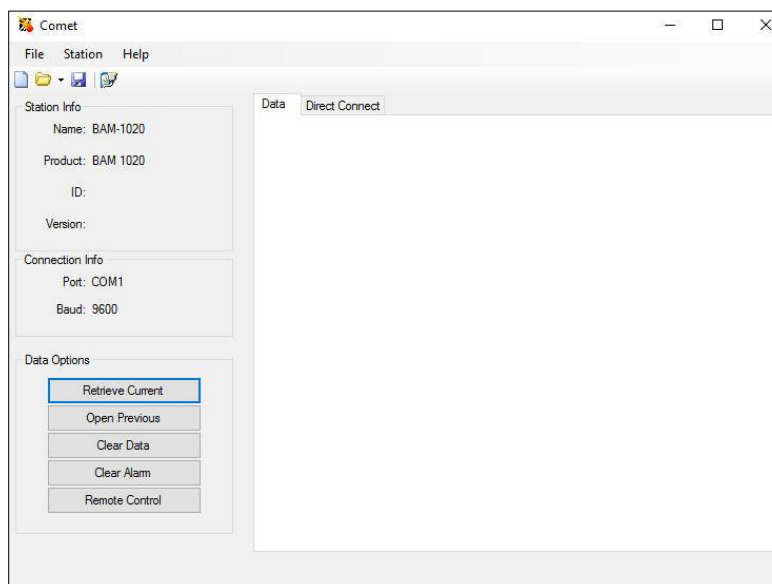 Comet
File Station Help
Station Info
Name: BAM-1020
Product: BAM 1020
ID:
Version:
Connection Info
Port: COM1
Baud: 9600
Data Options
Retrieve Current
Open Previous
Clear Data
Clear Alarm
Remote Control
Data Direct Connect